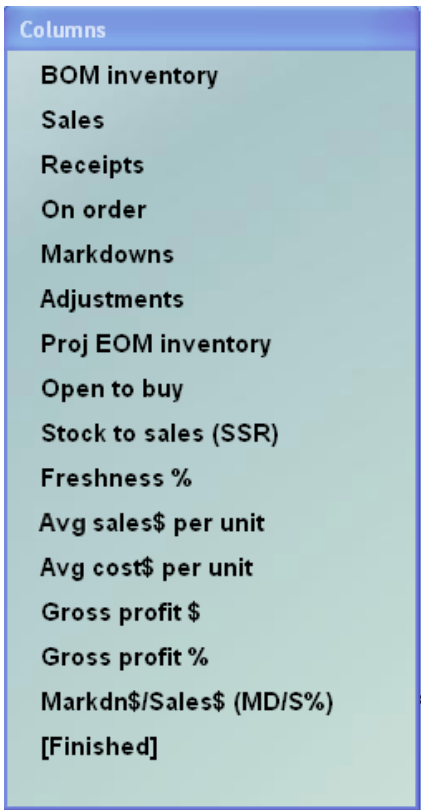 Columns
BOM inventory
Sales
Receipts
On order
Markdowns
Adjustments
Proj EOM inventory
Open to buy
Stock to sales (SSR)
Freshness %
Avg sales$ per unit
Avg cost$ per unit
Gross profit $
Gross profit %
Markdn$/Sales$ (MD/S%)
[Finished]